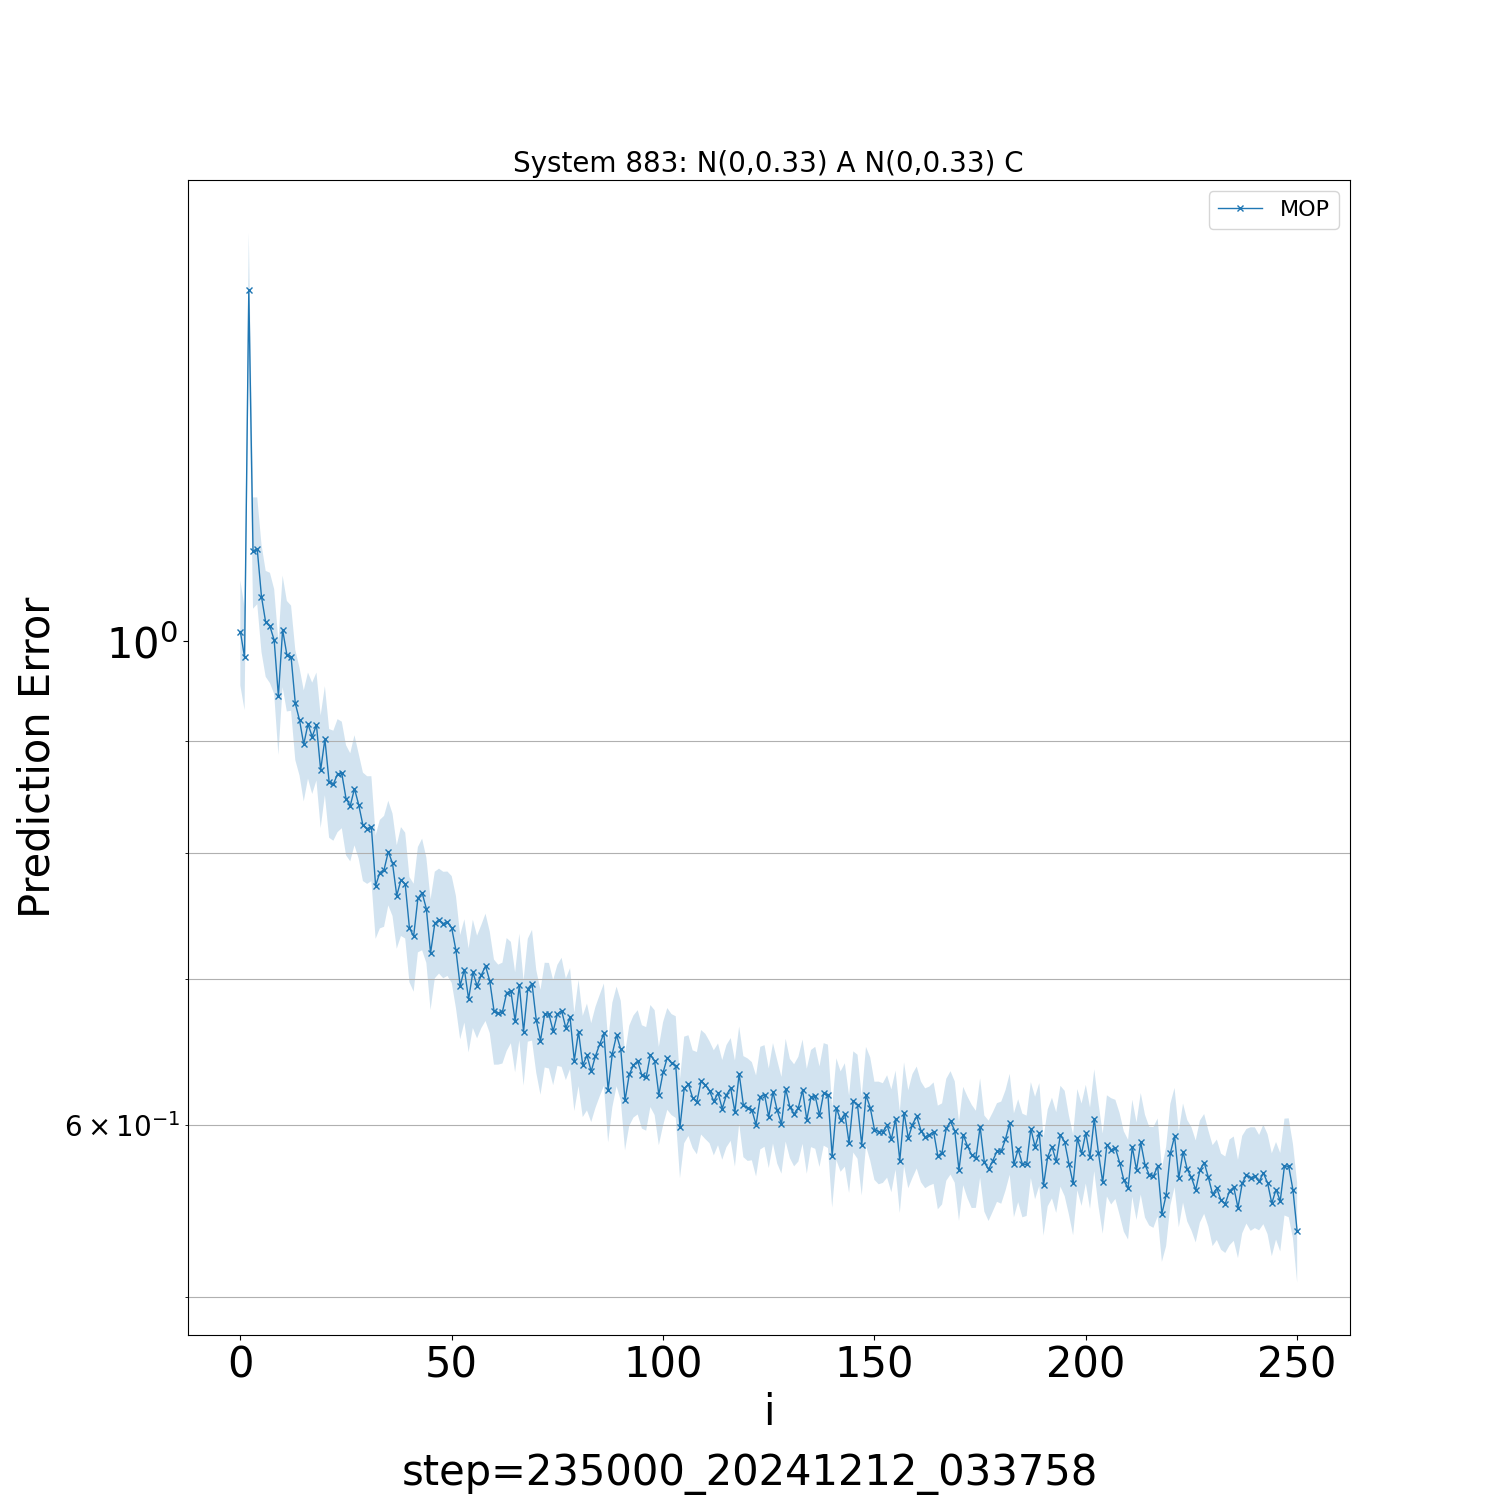 System 883: N(0,0.33) A N(0,0.33) C
MOP
Prediction Error
10⁰
6 × 10⁻¹
0 50 100 150 200 250
i
step=235000_20241212_033758